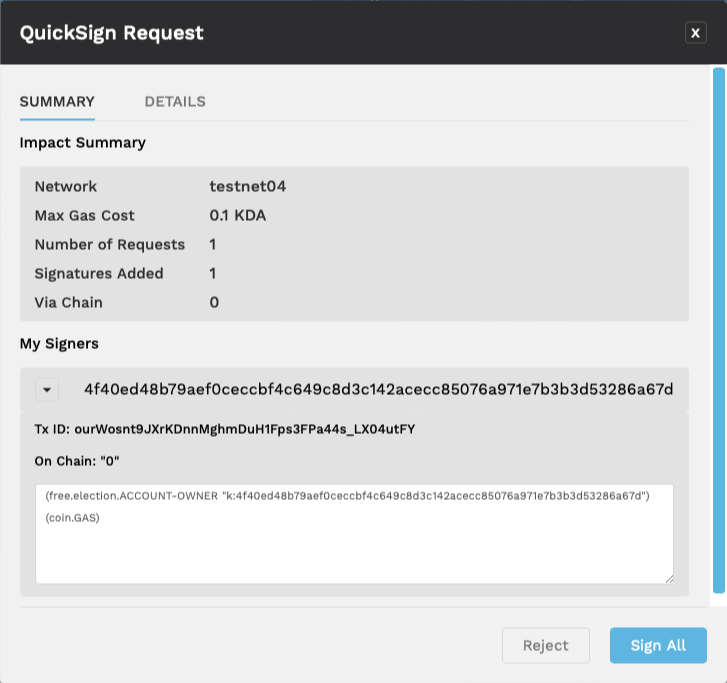 QuickSign Request
X
SUMMARY DETAILS
Impact Summary
Network testnet04
Max Gas Cost 0.1 KDA
Number of Requests 1
Signatures Added 1
Via Chain 0
My Signers
4f40ed48b79aef0ceccbf4c649c8d3c142acecc85076a971e7b3b3d53286a67d
Tx ID: ourWosnt9JXrKDnnMghmDuH1Fps3FPa44s_LX04utFY
On Chain: "0"
(free.election.ACCOUNT-OWNER "k:4f40ed48b79aef0ceccbf4c649c8d3c142acecc85076a971e7b3b3d53286a67d")
(coin.GAS)
Reject Sign All